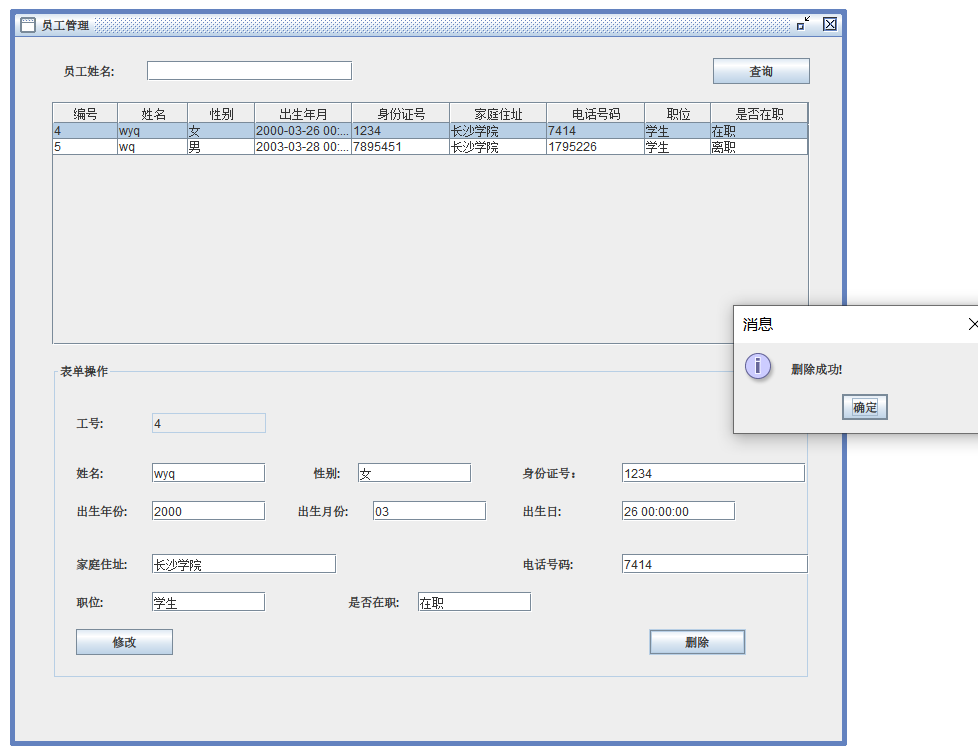 员工管理
员工姓名: 查询
编号 姓名 性别 出生年月 身份证号 家庭住址 电话号码 职位 是否在职
4 wyq 女 2000-03-26 00:... 1234 长沙学院 7414 学生 在职
5 wq 男 2003-03-28 00:... 7895451 长沙学院 1795226 学生 离职
消息
删除成功!
确定
表单操作
工号: 4
姓名: wyq 性别: 女 身份证号: 1234
出生年份: 2000 出生月份: 03 出生日: 26 00:00:00
家庭住址: 长沙学院 电话号码: 7414
职位: 学生 是否在职: 在职
修改 删除